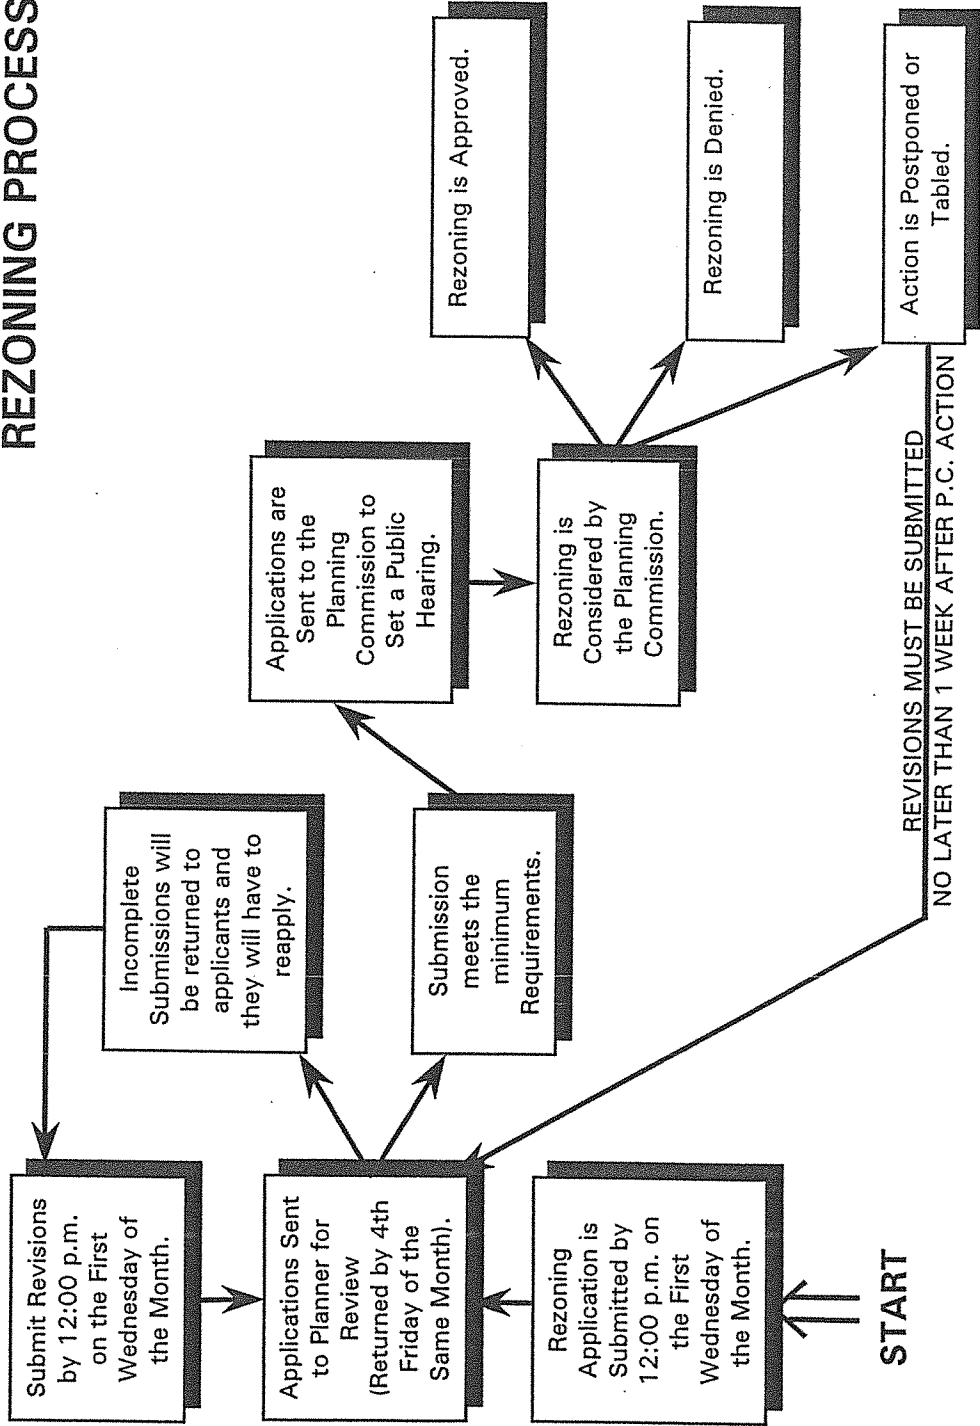 REZONING PROCESS
Submit Revisions
by 12:00 p.m.
on the First
Wednesday of
the Month.
Applications Sent
to Planner for
Review
(Returned by 4th
Friday of the
Same Month).
Rezoning
Application is
Submitted by
12:00 p.m. on
the First
Wednesday of
the Month.
START
Incomplete
Submissions will
be returned to
applicants and
they will have to
reapply.
Submission
meets the
minimum
Requirements.
Applications are
Sent to the
Planning
Commission to
Set a Public
Hearing.
Rezoning is
Considered by
the Planning
Commission.
Rezoning is Approved.
Rezoning is Denied.
Action is Postponed or
Tabled.
REVISIONS MUST BE SUBMITTED
NO LATER THAN 1 WEEK AFTER P.C. ACTION